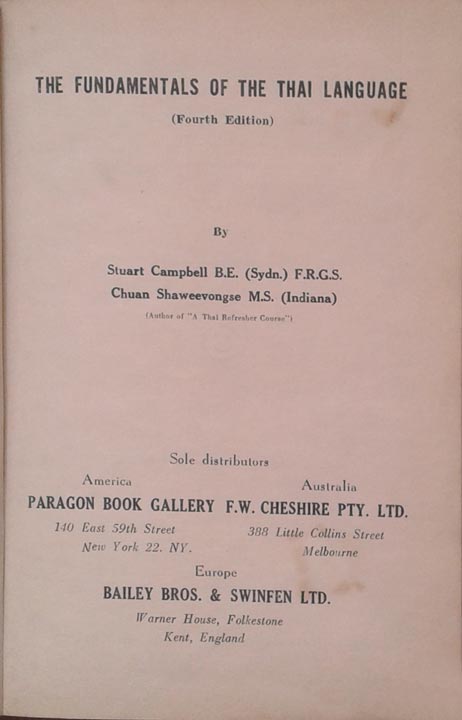 THE FUNDAMENTALS OF THE THAI LANGUAGE
(Fourth Edition)
By
Stuart Campbell B.E. (Sydn.) F.R.G.S.
Chuan Shaweevongse M.S. (Indiana)
(Author of "A Thai Refresher Course")
Sole distributors
America
PARAGON BOOK GALLERY
140 East 59th Street
New York 22. NY.
Australia
F.W. CHESHIRE PTY. LTD.
388 Little Collins Street
Melbourne
Europe
BAILEY BROS. & SWINFEN LTD.
Warner House, Folkestone
Kent, England